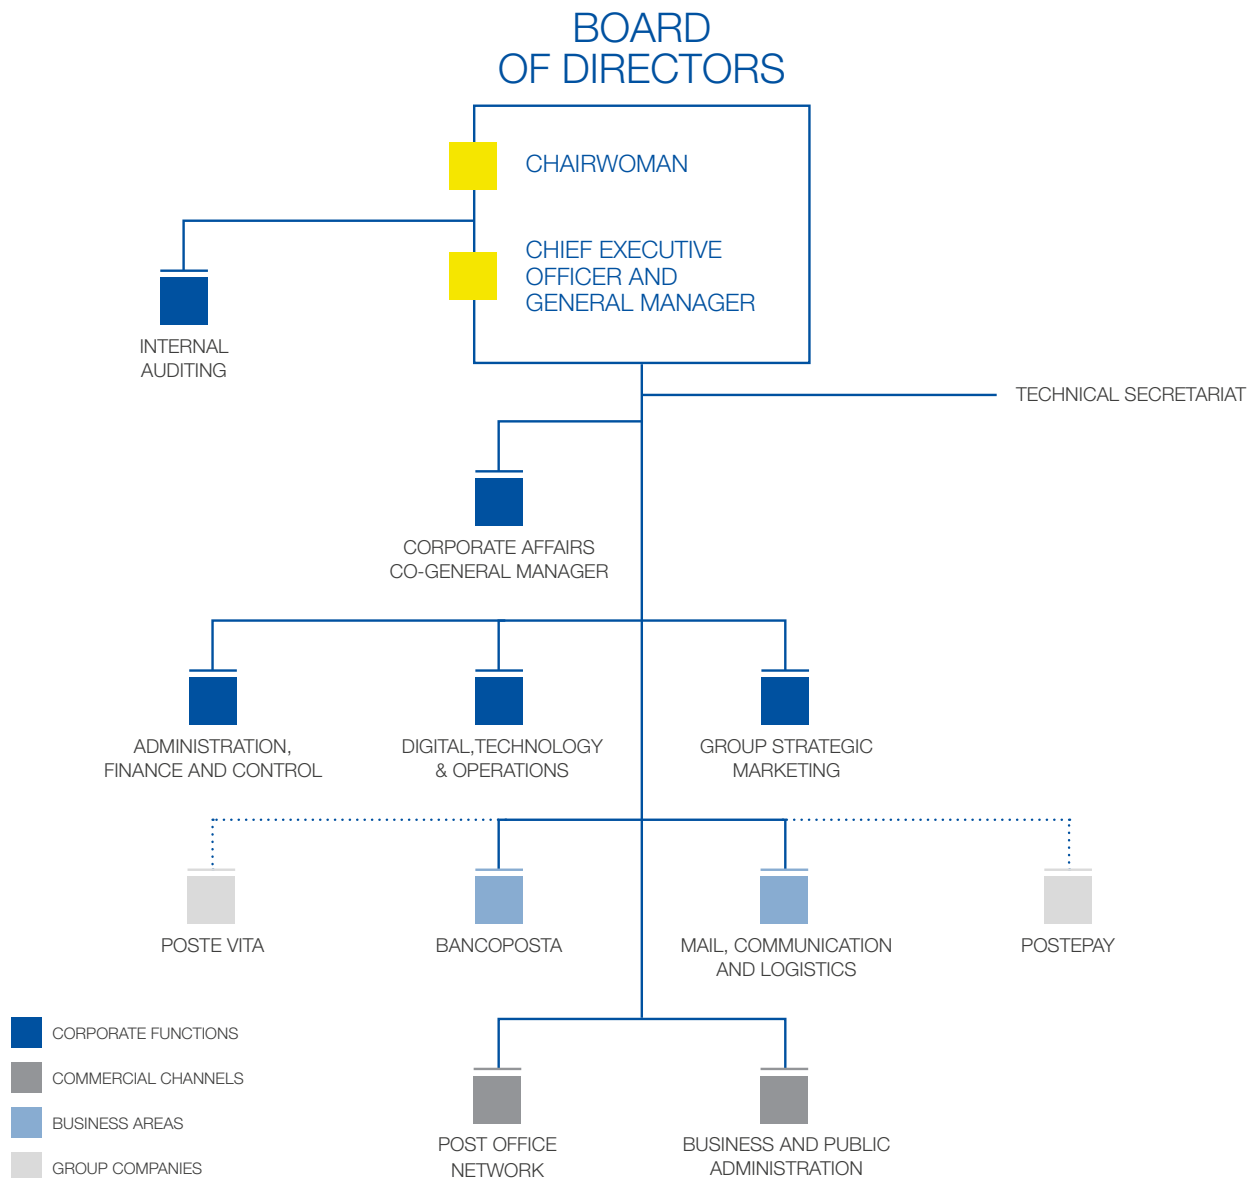 BOARD
OF DIRECTORS
CHAIRWOMAN
CHIEF EXECUTIVE
OFFICER AND
GENERAL MANAGER
INTERNAL
AUDITING
TECHNICAL SECRETARIAT
CORPORATE AFFAIRS
CO-GENERAL MANAGER
ADMINISTRATION,
FINANCE AND CONTROL
DIGITAL,TECHNOLOGY
& OPERATIONS
GROUP STRATEGIC
MARKETING
POSTE VITA
BANCOPOSTA
MAIL, COMMUNICATION
AND LOGISTICS
POSTEPAY
CORPORATE FUNCTIONS
COMMERCIAL CHANNELS
BUSINESS AREAS
GROUP COMPANIES
POST OFFICE
NETWORK
BUSINESS AND PUBLIC
ADMINISTRATION